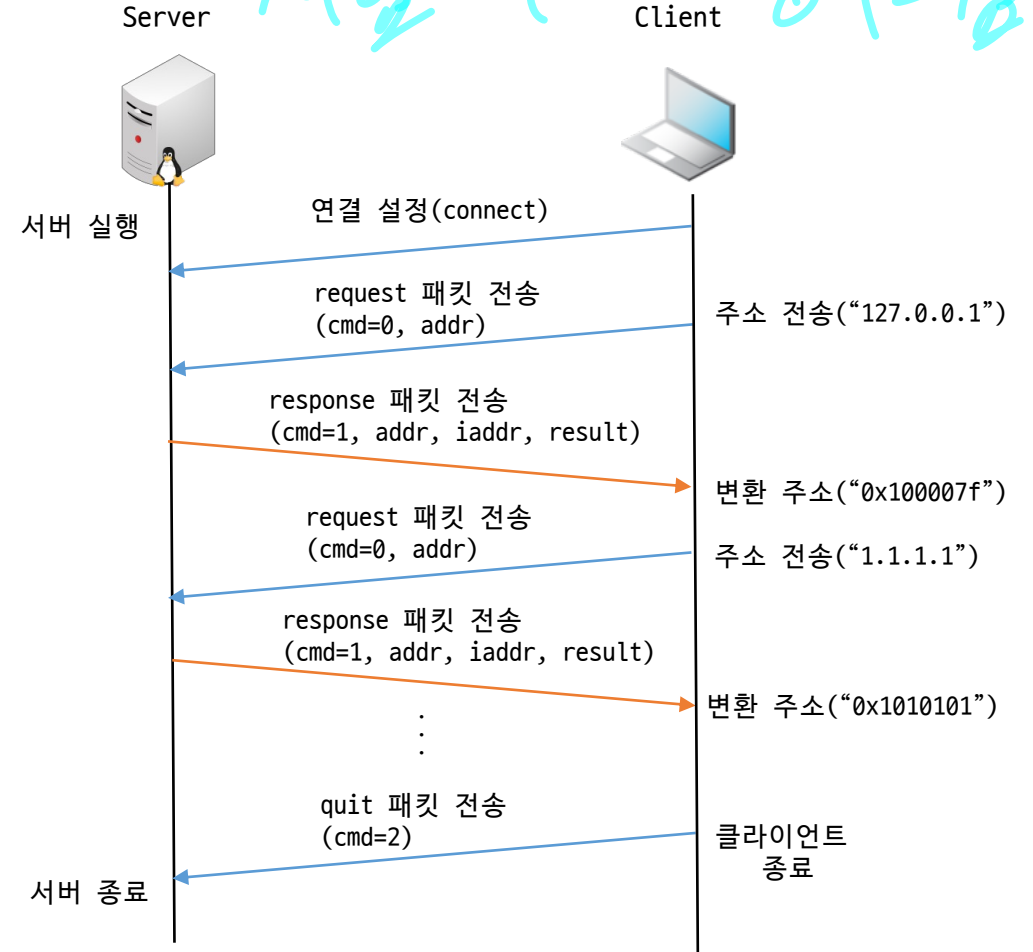 Server
Client
서버 실행
연결 설정(connect)
request 패킷 전송
(cmd=0, addr)
주소 전송(“127.0.0.1”)
response 패킷 전송
(cmd=1, addr, iaddr, result)
변환 주소(“0x100007f”)
request 패킷 전송
(cmd=0, addr)
주소 전송(“1.1.1.1”)
response 패킷 전송
(cmd=1, addr, iaddr, result)
변환 주소(“0x1010101”)
.
.
.
quit 패킷 전송
(cmd=2)
클라이언트
종료
서버 종료